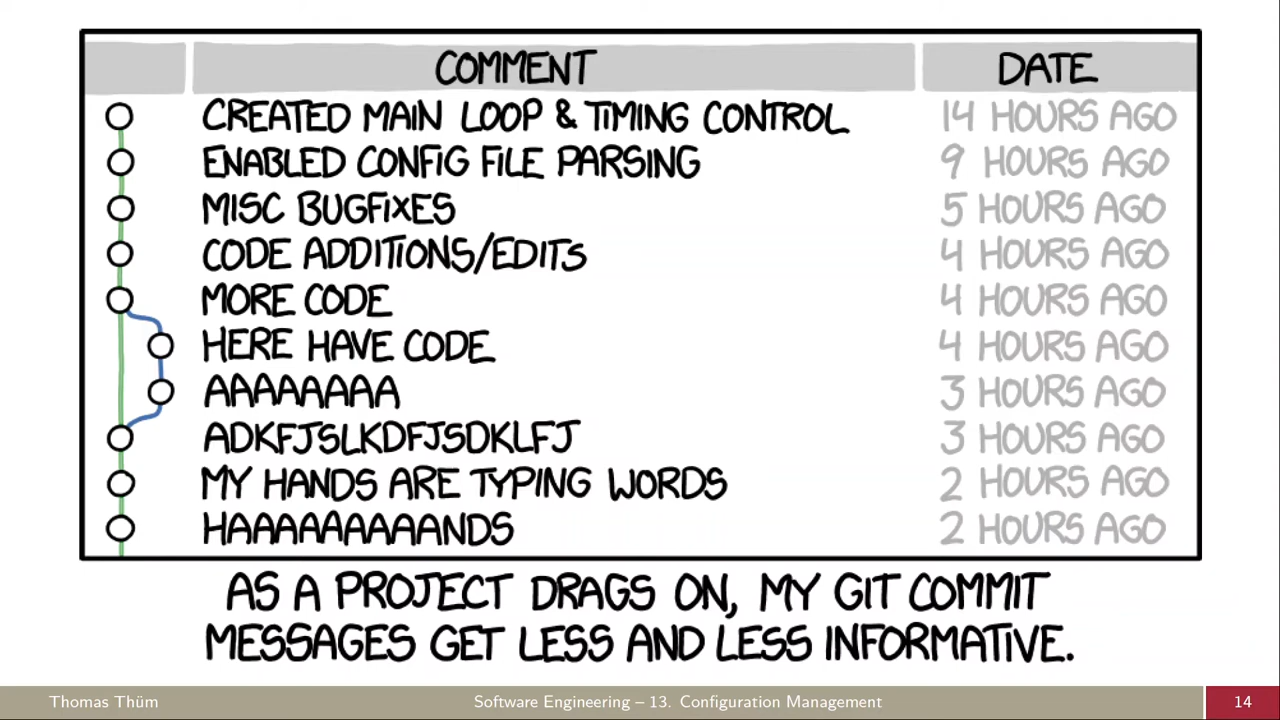 COMMENT DATE
CREATED MAIN LOOP & TIMING CONTROL 14 HOURS AGO
ENABLED CONFIG FILE PARSING 9 HOURS AGO
MISC BUGFIXES 5 HOURS AGO
CODE ADDITIONS/EDITS 4 HOURS AGO
MORE CODE 4 HOURS AGO
HERE HAVE CODE 4 HOURS AGO
AAAAAAAA 3 HOURS AGO
ADKFJSLKDFJSDKLFJ 3 HOURS AGO
MY HANDS ARE TYPING WORDS 2 HOURS AGO
HAAAAAAAAANDS 2 HOURS AGO
AS A PROJECT DRAGS ON, MY GIT COMMIT
MESSAGES GET LESS AND LESS INFORMATIVE.
Thomas Thüm Software Engineering – 13. Configuration Management 14